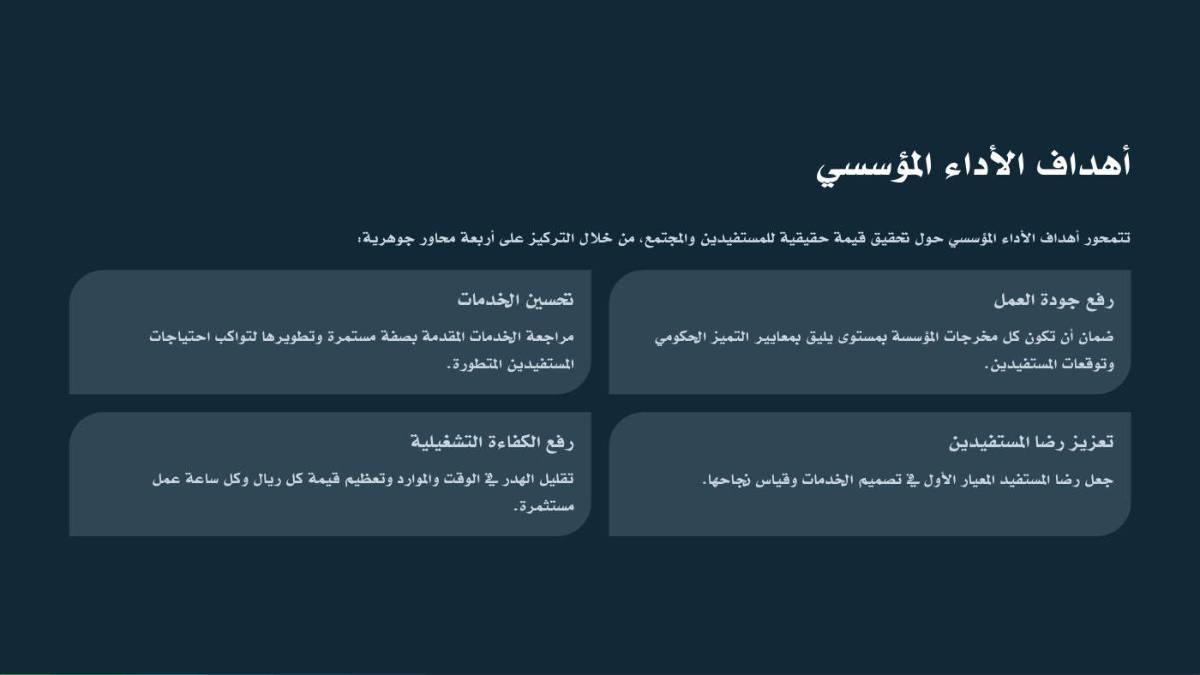 أهداف الأداء المؤسسي
تتمحور أهداف الأداء المؤسسي حول تحقيق قيمة حقيقية للمستفيدين والمجتمع، من خلال التركيز على أربعة محاور جوهرية:
رفع جودة العمل
ضمان أن تكون كل مخرجات المؤسسة بمستوى يليق بمعايير التميز الحكومي
وتوقعات المستفيدين.
تحسين الخدمات
مراجعة الخدمات المقدمة بصفة مستمرة وتطويرها لتواكب احتياجات
المستفيدين المتطورة.
تعزيز رضا المستفيدين
جعل رضا المستفيد المعيار الأول في تصميم الخدمات وقياس نجاحها.
رفع الكفاءة التشغيلية
تقليل الهدر في الوقت والموارد وتعظيم قيمة كل ريال وكل ساعة عمل
مستثمرة.